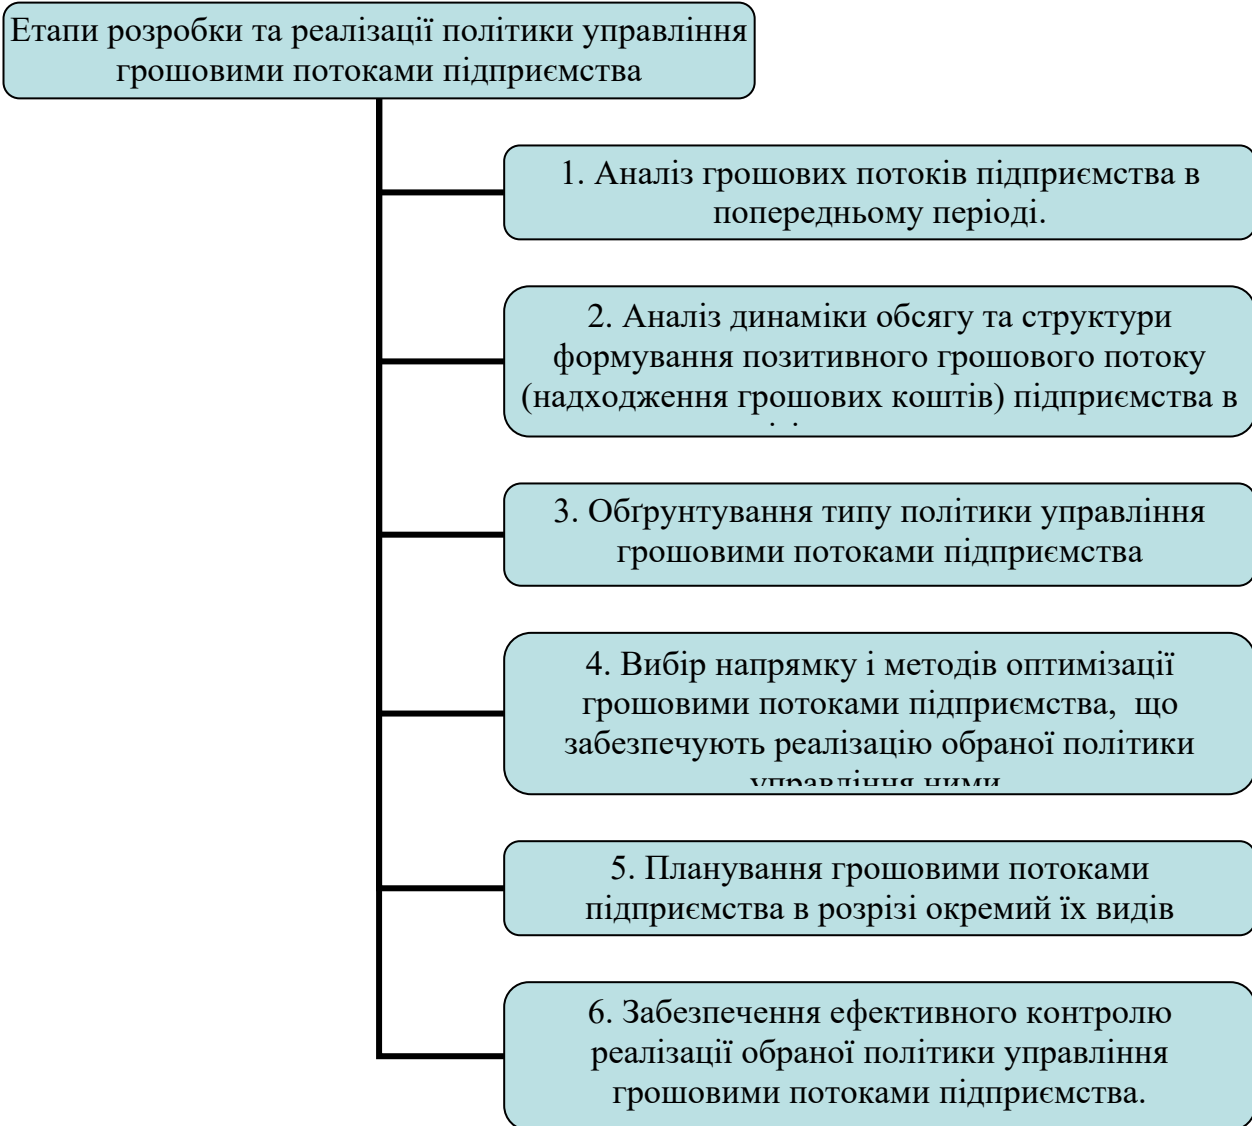 Етапи розробки та реалізації політики управління
грошовими потоками підприємства
1. Аналіз грошових потоків підприємства в
попередньому періоді.
2. Аналіз динаміки обсягу та структури
формування позитивного грошового потоку
(надходження грошових коштів) підприємства в
3. Обґрунтування типу політики управління
грошовими потоками підприємства
4. Вибір напрямку і методів оптимізації
грошовими потоками підприємства,  що
забезпечують реалізацію обраної політики
управління ними
5. Планування грошовими потоками
підприємства в розрізі окремий їх видів
6. Забезпечення ефективного контролю
реалізації обраної політики управління
грошовими потоками підприємства.